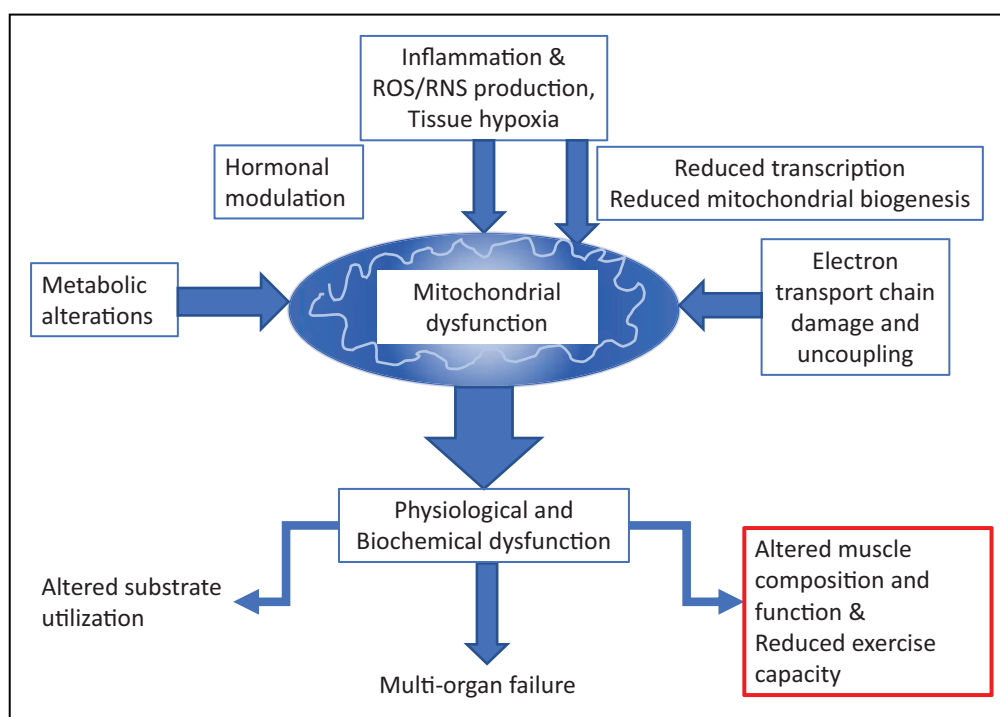 Inflammation &
ROS/RNS production,
Tissue hypoxia
Hormonal
modulation
Reduced transcription
Reduced mitochondrial biogenesis
Metabolic
alterations
Mitochondrial
dysfunction
Electron
transport chain
damage and
uncoupling
Physiological and
Biochemical dysfunction
Altered substrate
utilization
Multi-organ failure
Altered muscle
composition and
function &
Reduced exercise
capacity